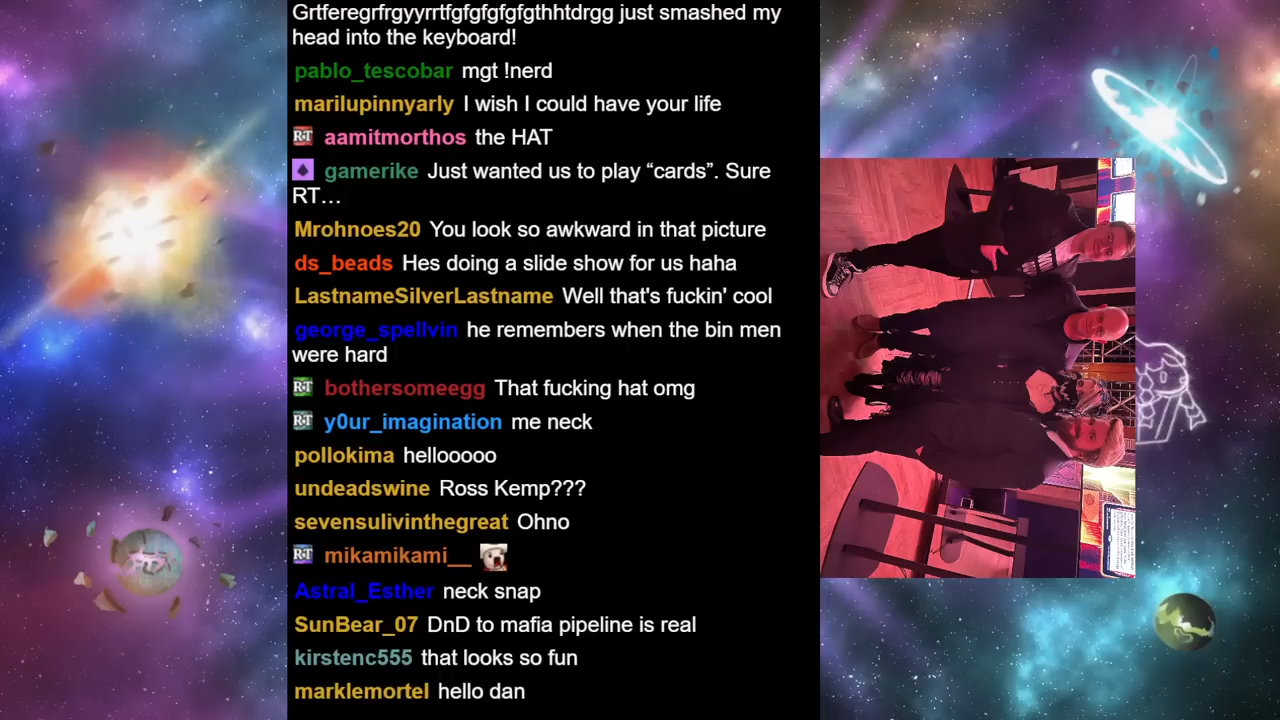 Grtferegrfrgyyrrtfgfgfgfgfgthhtdrgg just smashed my
head into the keyboard!
pablo_tescobar mgt !nerd
marilupinnyarly I wish I could have your life
RT aamitmorthos the HAT
gamerike Just wanted us to play “cards”. Sure
RT…
Mrohnoes20 You look so awkward in that picture
ds_beads Hes doing a slide show for us haha
LastnameSilverLastname Well that's fuckin' cool
george_spellvin he remembers when the bin men
were hard
RT bothersomeegg That fucking hat omg
RT y0ur_imagination me neck
pollokima hellooooo
undeadswine Ross Kemp???
sevensulivinthegreat Ohno
RT mikamikami__
Astral_Esther neck snap
SunBear_07 DnD to mafia pipeline is real
kirstenc555 that looks so fun
marklemortel hello dan